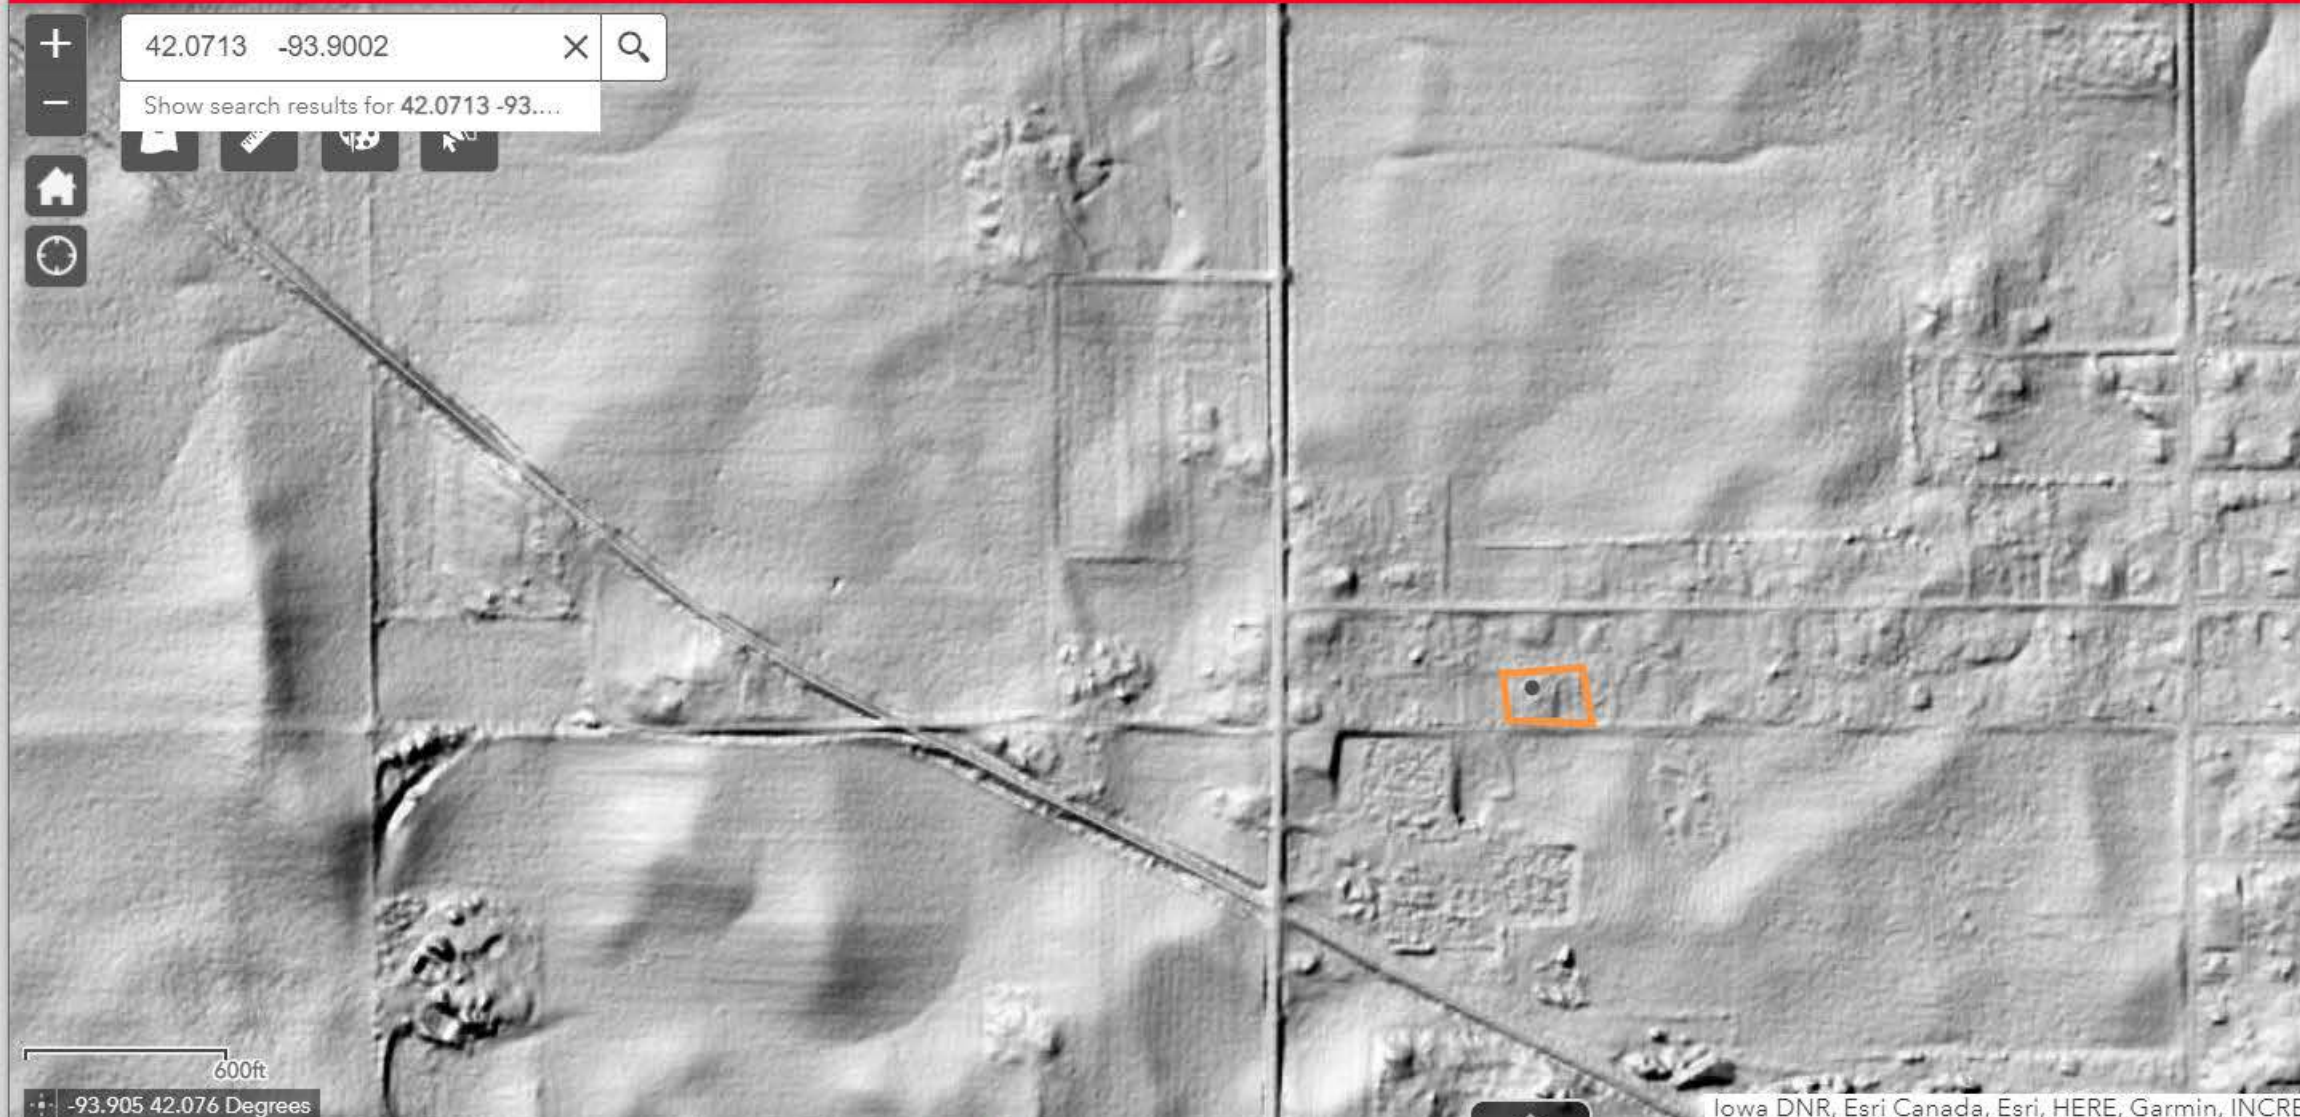 42.0713 -93.9002
Show search results for 42.0713 -93....
600ft
-93.905 42.076 Degrees
Iowa DNR, Esri Canada, Esri, HERE, Garmin, INCRE